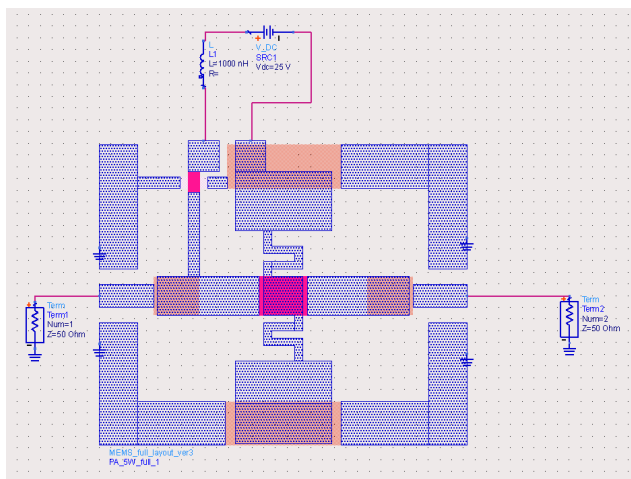 L
L1
L=1000 nH
R=
V_DC
SRC1
Vdc=25 V
Term
Term1
Num=1
Z=50 Ohm
Term
Term2
Num=2
Z=50 Ohm
MEMS_full_layout_ver3
PA_5W_full_1